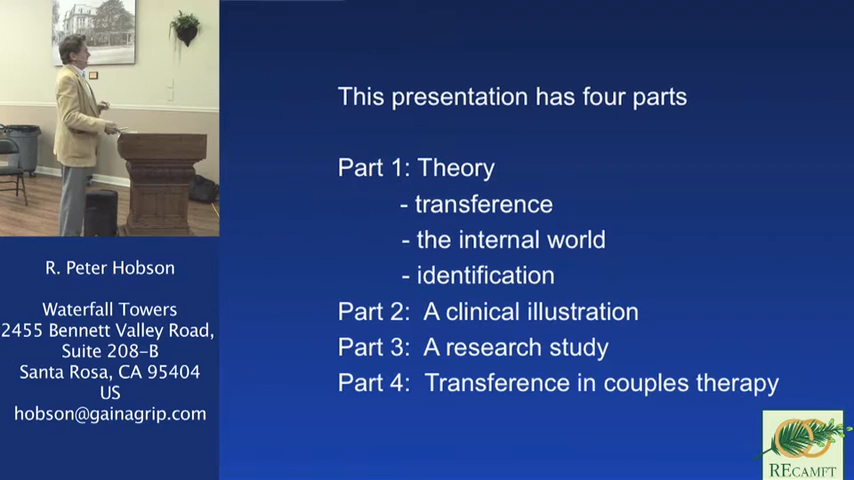 This presentation has four parts
Part 1: Theory
- transference
- the internal world
- identification
Part 2: A clinical illustration
Part 3: A research study
Part 4: Transference in couples therapy
R. Peter Hobson
Waterfall Towers
2455 Bennett Valley Road,
Suite 208-B
Santa Rosa, CA 95404
US
hobson@gainagrip.com
RECAMFT